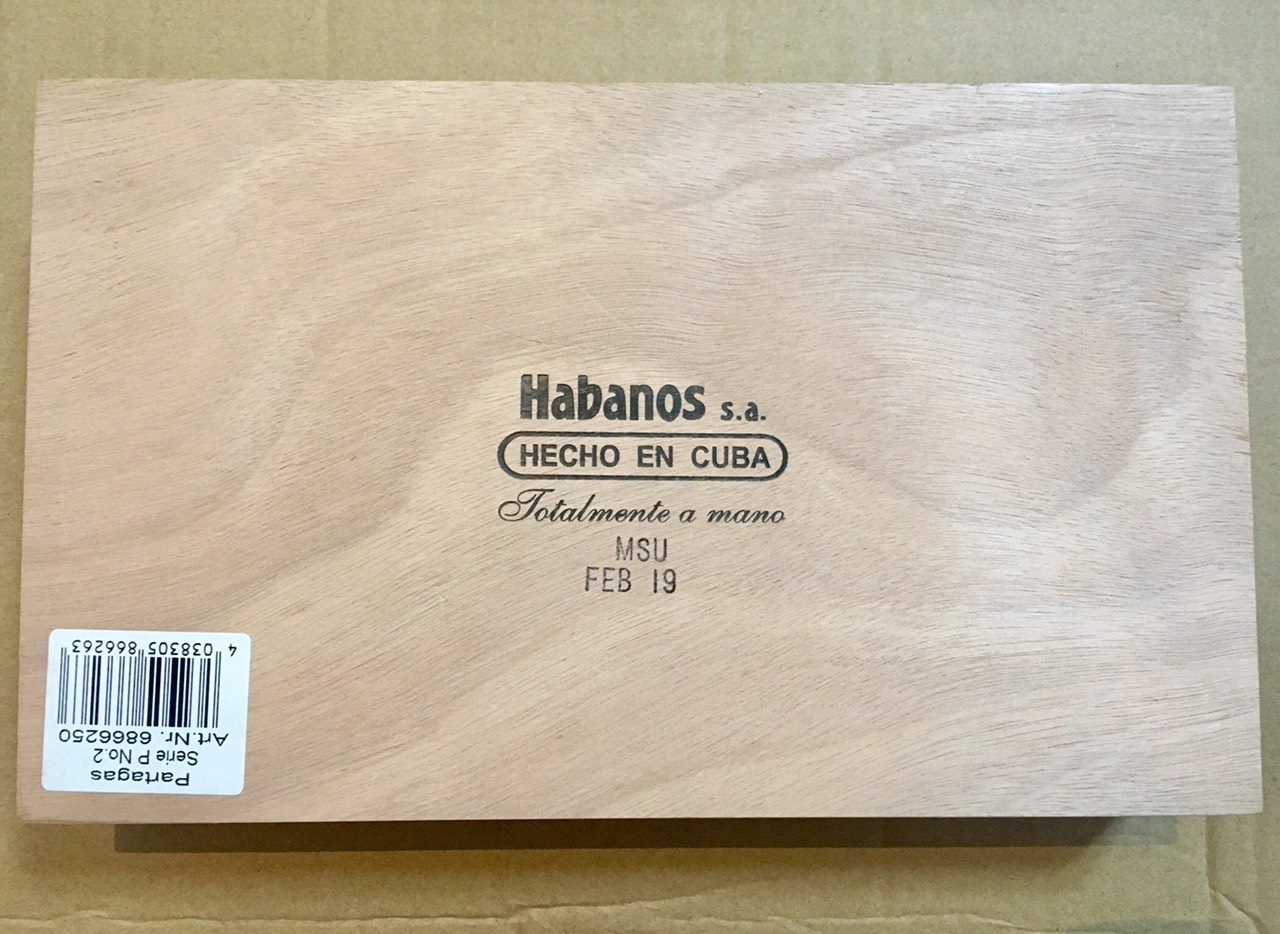 Habanos s.a.
HECHO EN CUBA
Totalmente a mano
MSU
FEB 19
Partagas
Serie P No.2
Art.Nr. 6866250
4 038305 866263